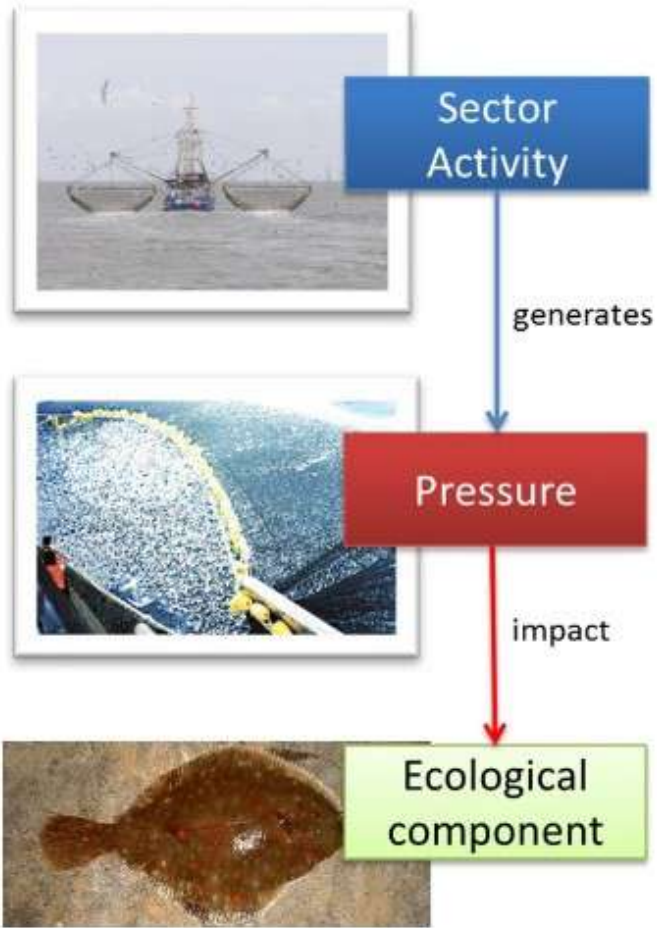 Sector
Activity
generates
Pressure
impact
Ecological
component